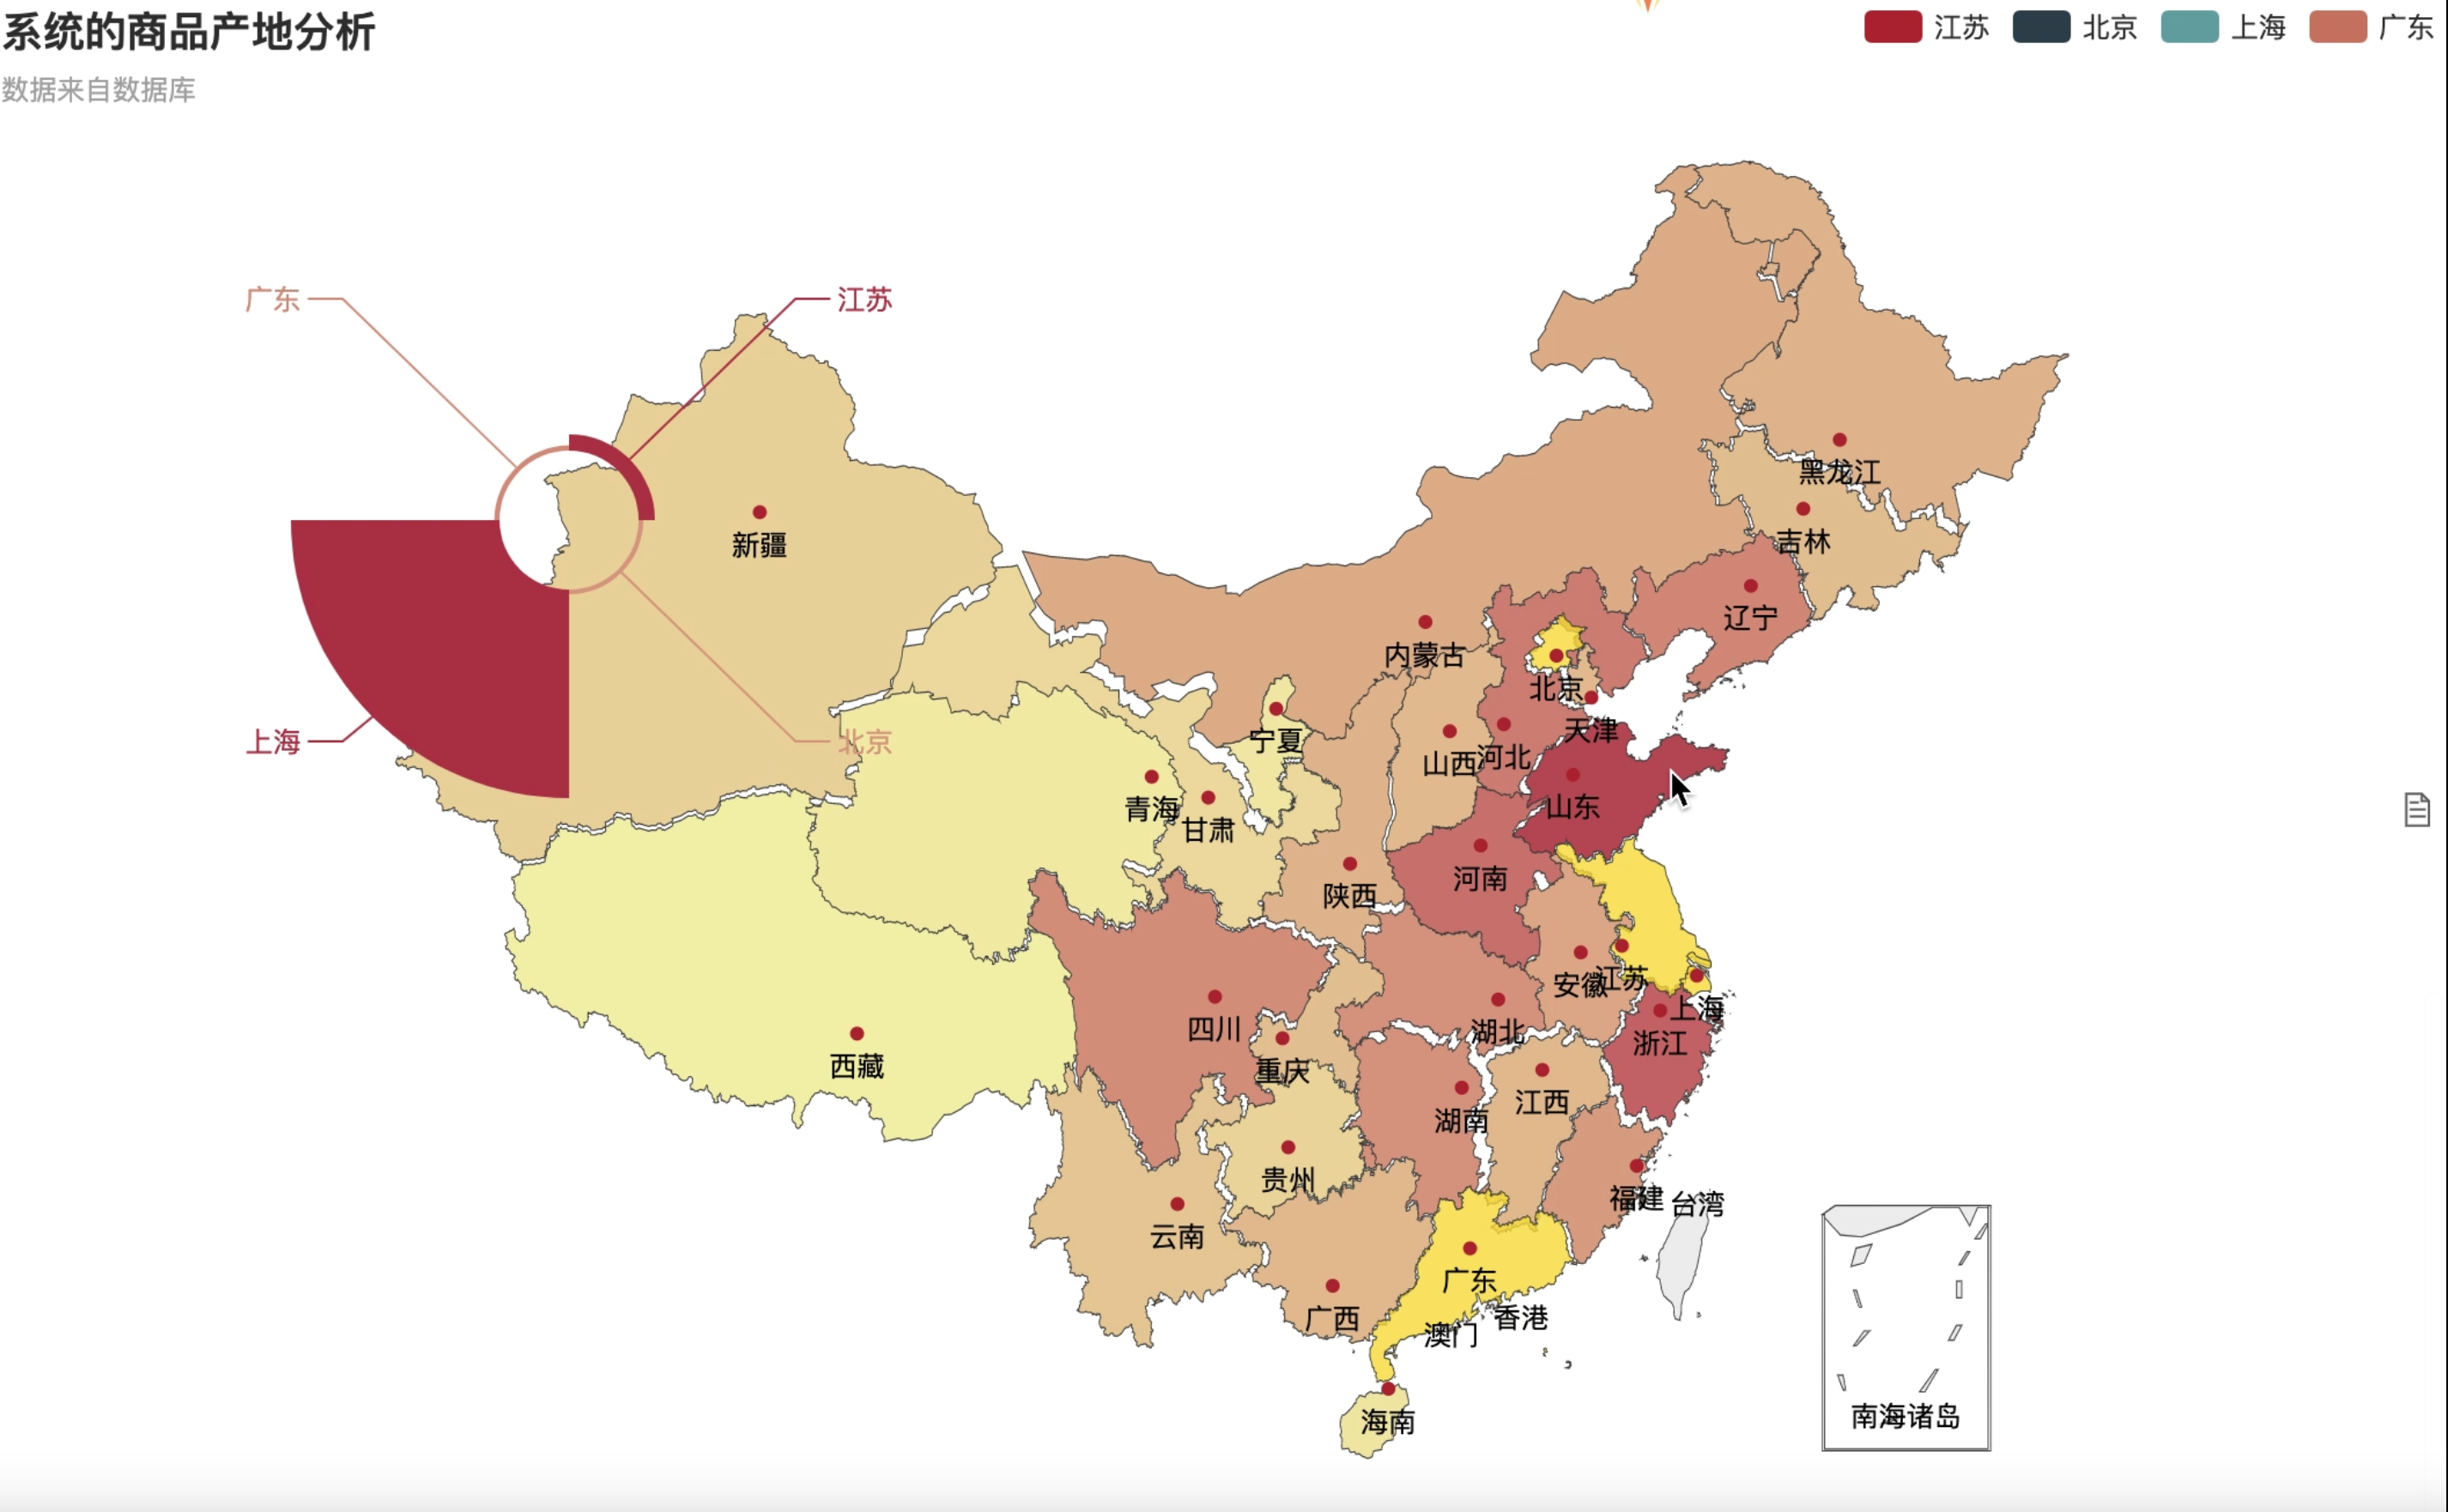 系统的商品产地分析
江苏
北京
上海
广东
数据来自数据库
广东
江苏
上海
北京
黑龙江
吉林
新疆
辽宁
内蒙古
北京
天津
宁夏
山西
河北
青海
甘肃
山东
陕西
河南
安徽
江苏
上海
四川
湖北
浙江
西藏
重庆
湖南
江西
贵州
福建
台湾
云南
广东
广西
香港
澳门
海南
南海诸岛